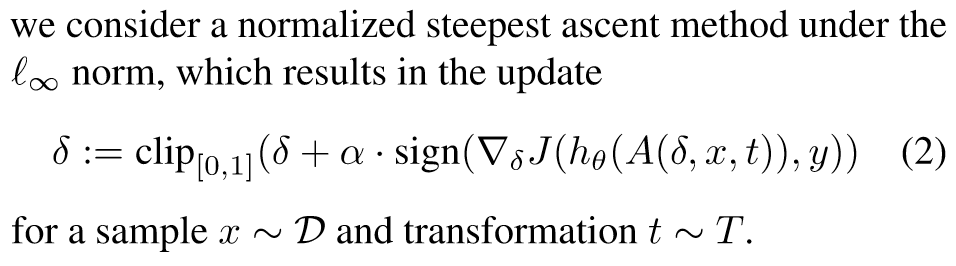 we consider a normalized steepest ascent method under the
ℓ∞ norm, which results in the update
δ := clip[0,1](δ + α · sign(∇δJ(hθ(A(δ, x, t)), y)) (2)
for a sample x ∼ 𝒟 and transformation t ∼ T.